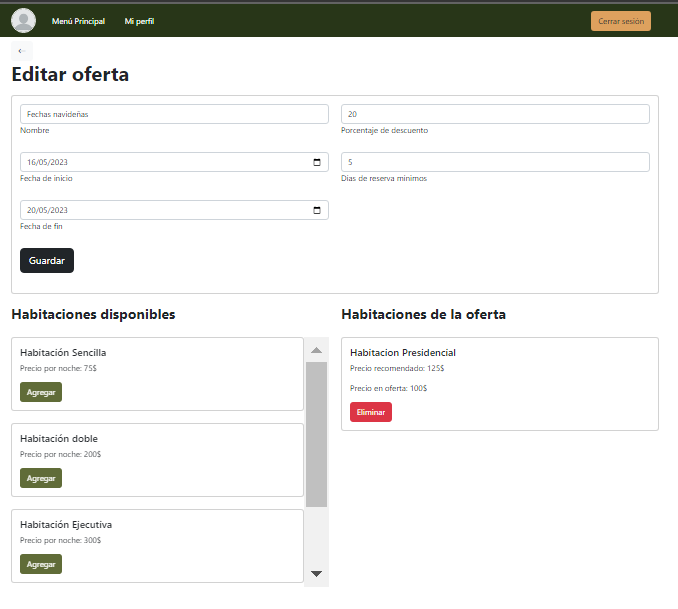 Menú Principal
Mi perfil
Cerrar sesión
←
Editar oferta
Fechas navideñas
Nombre
20
Porcentaje de descuento
16/05/2023
Fecha de inicio
5
Dias de reserva minimos
20/05/2023
Fecha de fin
Guardar
Habitaciones disponibles
Habitación Sencilla
Precio por noche: 75$
Agregar
Habitación doble
Precio por noche: 200$
Agregar
Habitación Ejecutiva
Precio por noche: 300$
Agregar
Habitaciones de la oferta
Habitacion Presidencial
Precio recomendado: 125$
Precio en oferta: 100$
Eliminar